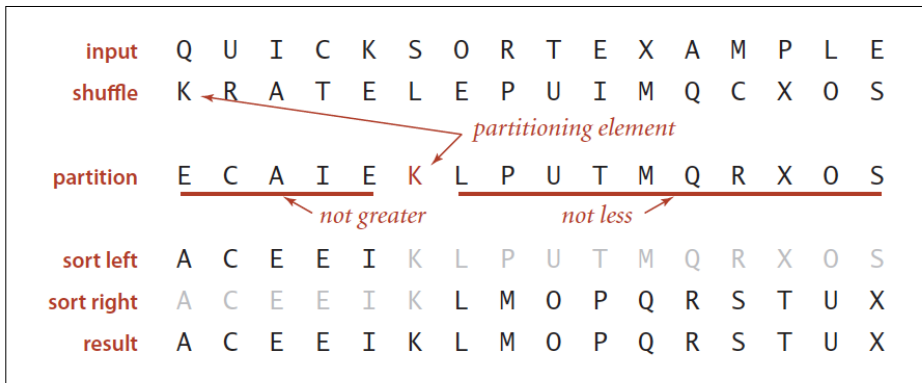 input Q U I C K S O R T E X A M P L E
shuffle K R A T E L E P U I M Q C X O S
partitioning element
partition E C A I E K L P U T M Q R X O S
not greater not less
sort left A C E E I K L P U T M Q R X O S
sort right A C E E I K L M O P Q R S T U X
result A C E E I K L M O P Q R S T U X